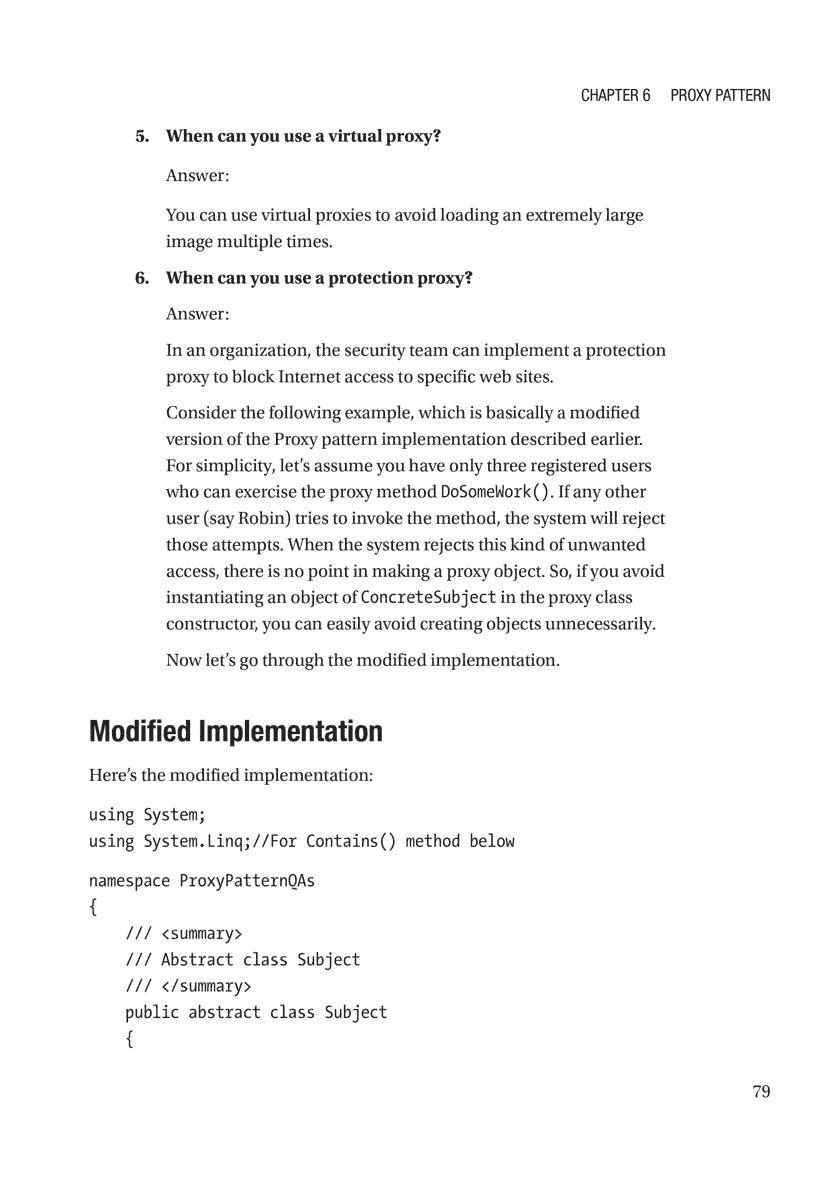 CHAPTER 6 PROXY PATTERN
5. When can you use a virtual proxy?
Answer:
You can use virtual proxies to avoid loading an extremely large
image multiple times.
6. When can you use a protection proxy?
Answer:
In an organization, the security team can implement a protection
proxy to block Internet access to specific web sites.
Consider the following example, which is basically a modified
version of the Proxy pattern implementation described earlier.
For simplicity, let’s assume you have only three registered users
who can exercise the proxy method DoSomeWork(). If any other
user (say Robin) tries to invoke the method, the system will reject
those attempts. When the system rejects this kind of unwanted
access, there is no point in making a proxy object. So, if you avoid
instantiating an object of ConcreteSubject in the proxy class
constructor, you can easily avoid creating objects unnecessarily.
Now let’s go through the modified implementation.
Modified Implementation
Here’s the modified implementation:
using System;
using System.Linq;//For Contains() method below
namespace ProxyPatternQAs
{
    /// <summary>
    /// Abstract class Subject
    /// </summary>
    public abstract class Subject
    {
79